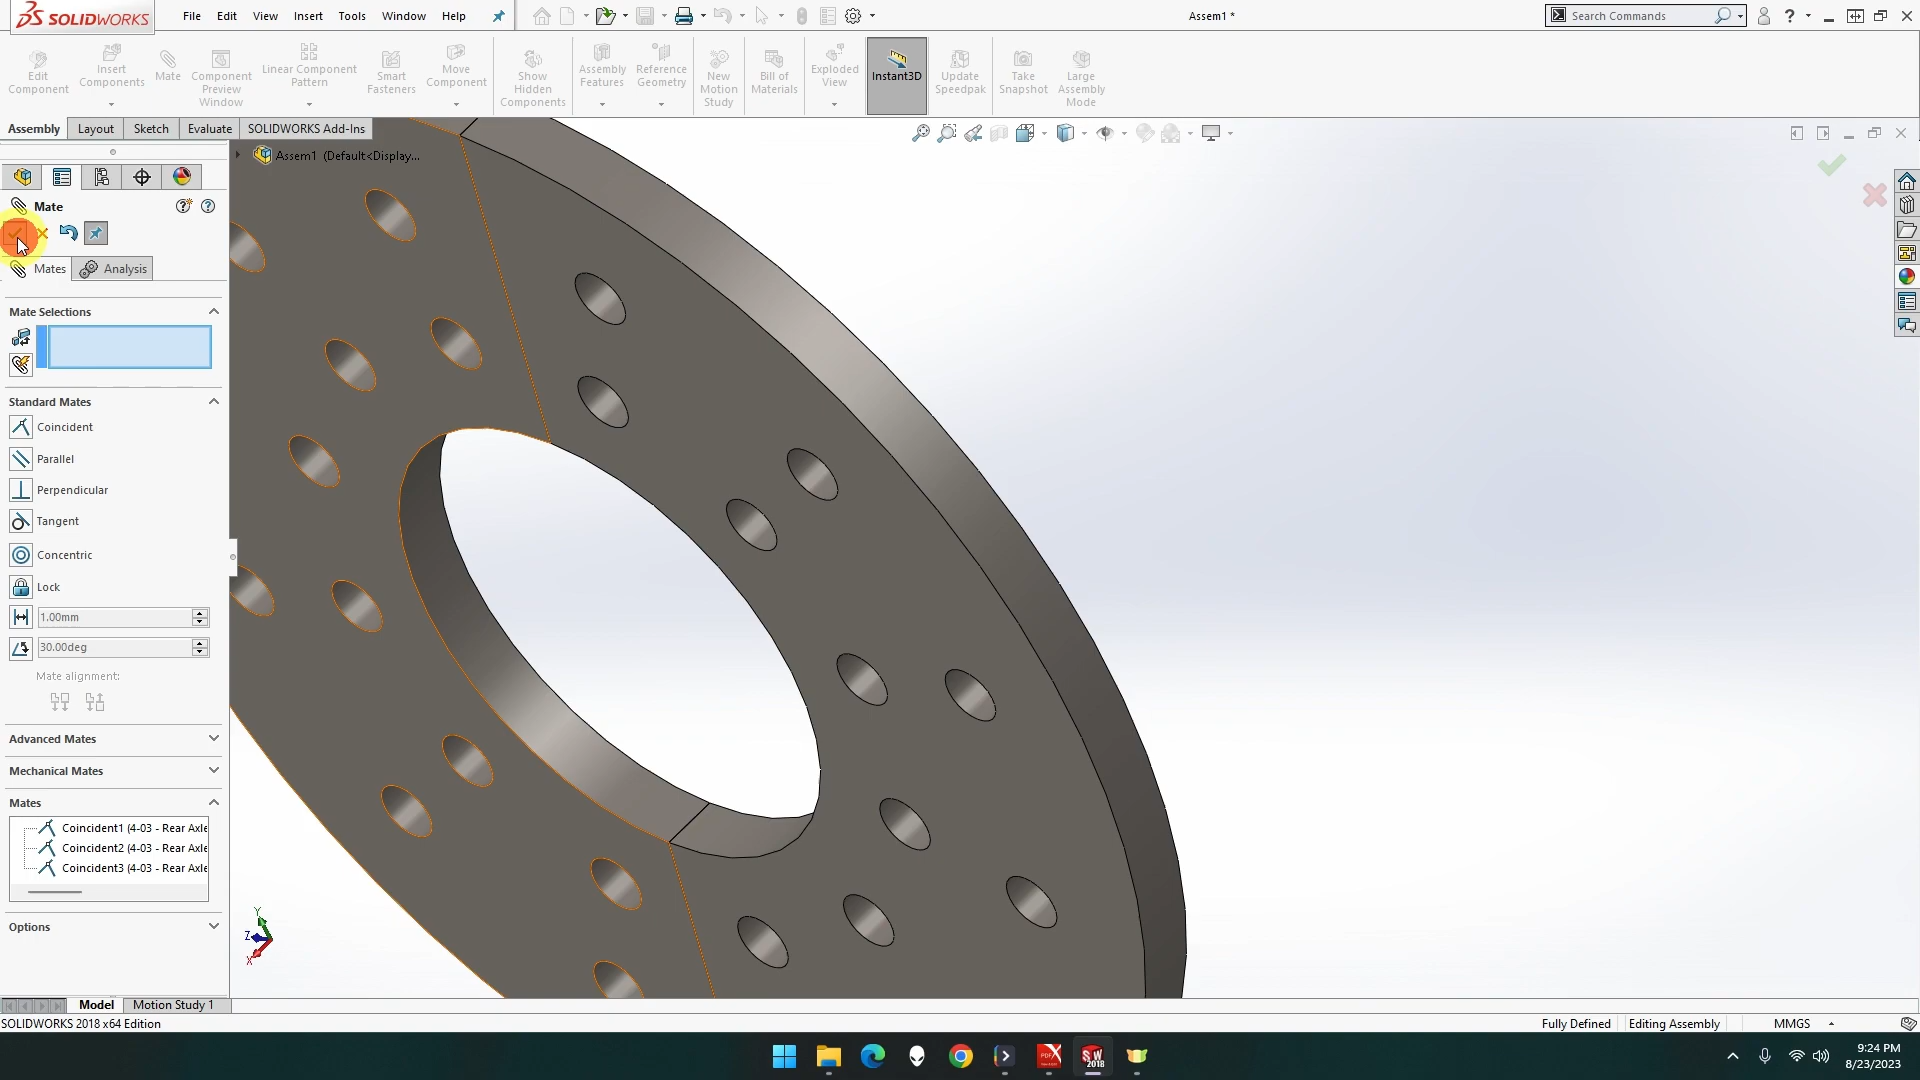 SOLIDWORKS
File Edit View Insert Tools Window Help
Assem1 *
Search Commands
Edit Component
Insert Components
Mate
Component Preview Window
Linear Component Pattern
Smart Fasteners
Move Component
Show Hidden Components
Assembly Features
Reference Geometry
New Motion Study
Bill of Materials
Exploded View
Instant3D
Update Speedpak
Take Snapshot
Large Assembly Mode
Assembly Layout Sketch Evaluate SOLIDWORKS Add-Ins
Assem1 (Default<Display...
Mate
Mates Analysis
Mate Selections
Standard Mates
Coincident
Parallel
Perpendicular
Tangent
Concentric
Lock
1.00mm
30.00deg
Mate alignment:
Advanced Mates
Mechanical Mates
Mates
Coincident1 (4-03 - Rear Axle
Coincident2 (4-03 - Rear Axle
Coincident3 (4-03 - Rear Axle
Options
Y
Z
X
Model Motion Study 1
SOLIDWORKS 2018 x64 Edition
Fully Defined Editing Assembly MMGS
PDF
SW 2018
9:24 PM
8/23/2023